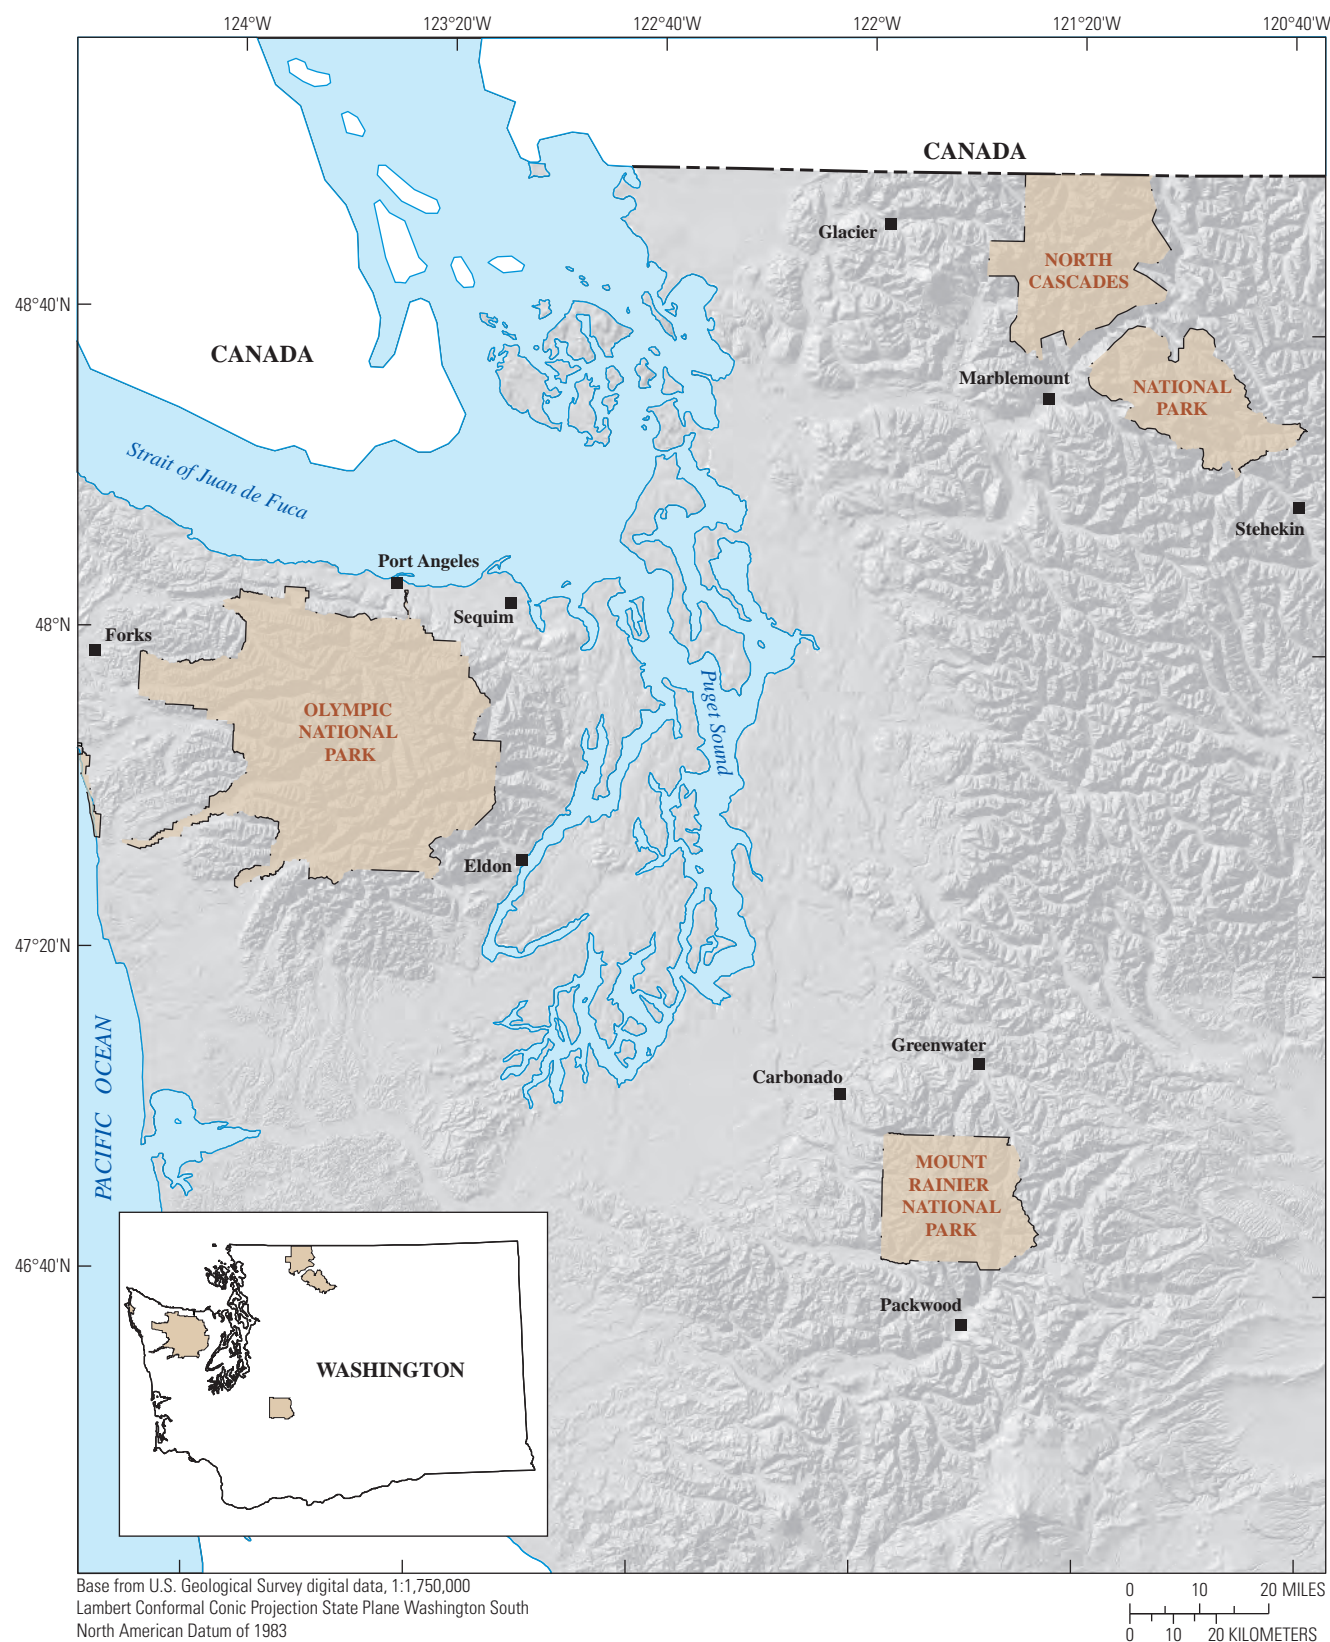 124°W 123°20'W 122°40'W 122°W 121°20'W 120°40'W
CANADA
Glacier
NORTH
CASCADES
48°40'N
CANADA
Marblemount
NATIONAL
PARK
Strait of Juan de Fuca
Stehekin
Port Angeles
Sequim
48°N
Forks
Puget Sound
OLYMPIC
NATIONAL
PARK
Eldon
47°20'N
PACIFIC OCEAN
Greenwater
Carbonado
MOUNT
RAINIER
NATIONAL
PARK
46°40'N
Packwood
WASHINGTON
Base from U.S. Geological Survey digital data, 1:1,750,000
Lambert Conformal Conic Projection State Plane Washington South
North American Datum of 1983
0 10 20 MILES
0 10 20 KILOMETERS